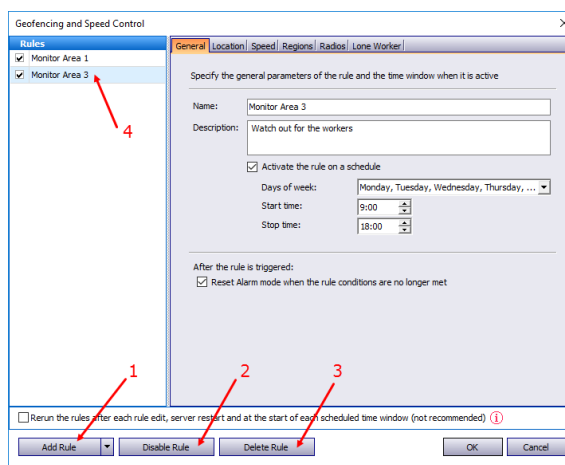 Geofencing and Speed Control
Rules
Monitor Area 1
Monitor Area 3
4
General Location Speed Regions Radios Lone Worker
Specify the general parameters of the rule and the time window when it is active
Name: Monitor Area 3
Description: Watch out for the workers
Activate the rule on a schedule
Days of week: Monday, Tuesday, Wednesday, Thursday, ...
Start time: 9:00
Stop time: 18:00
After the rule is triggered:
Reset Alarm mode when the rule conditions are no longer met
1 2 3
Rerun the rules after each rule edit, server restart and at the start of each scheduled time window (not recommended) i
Add Rule Disable Rule Delete Rule OK Cancel